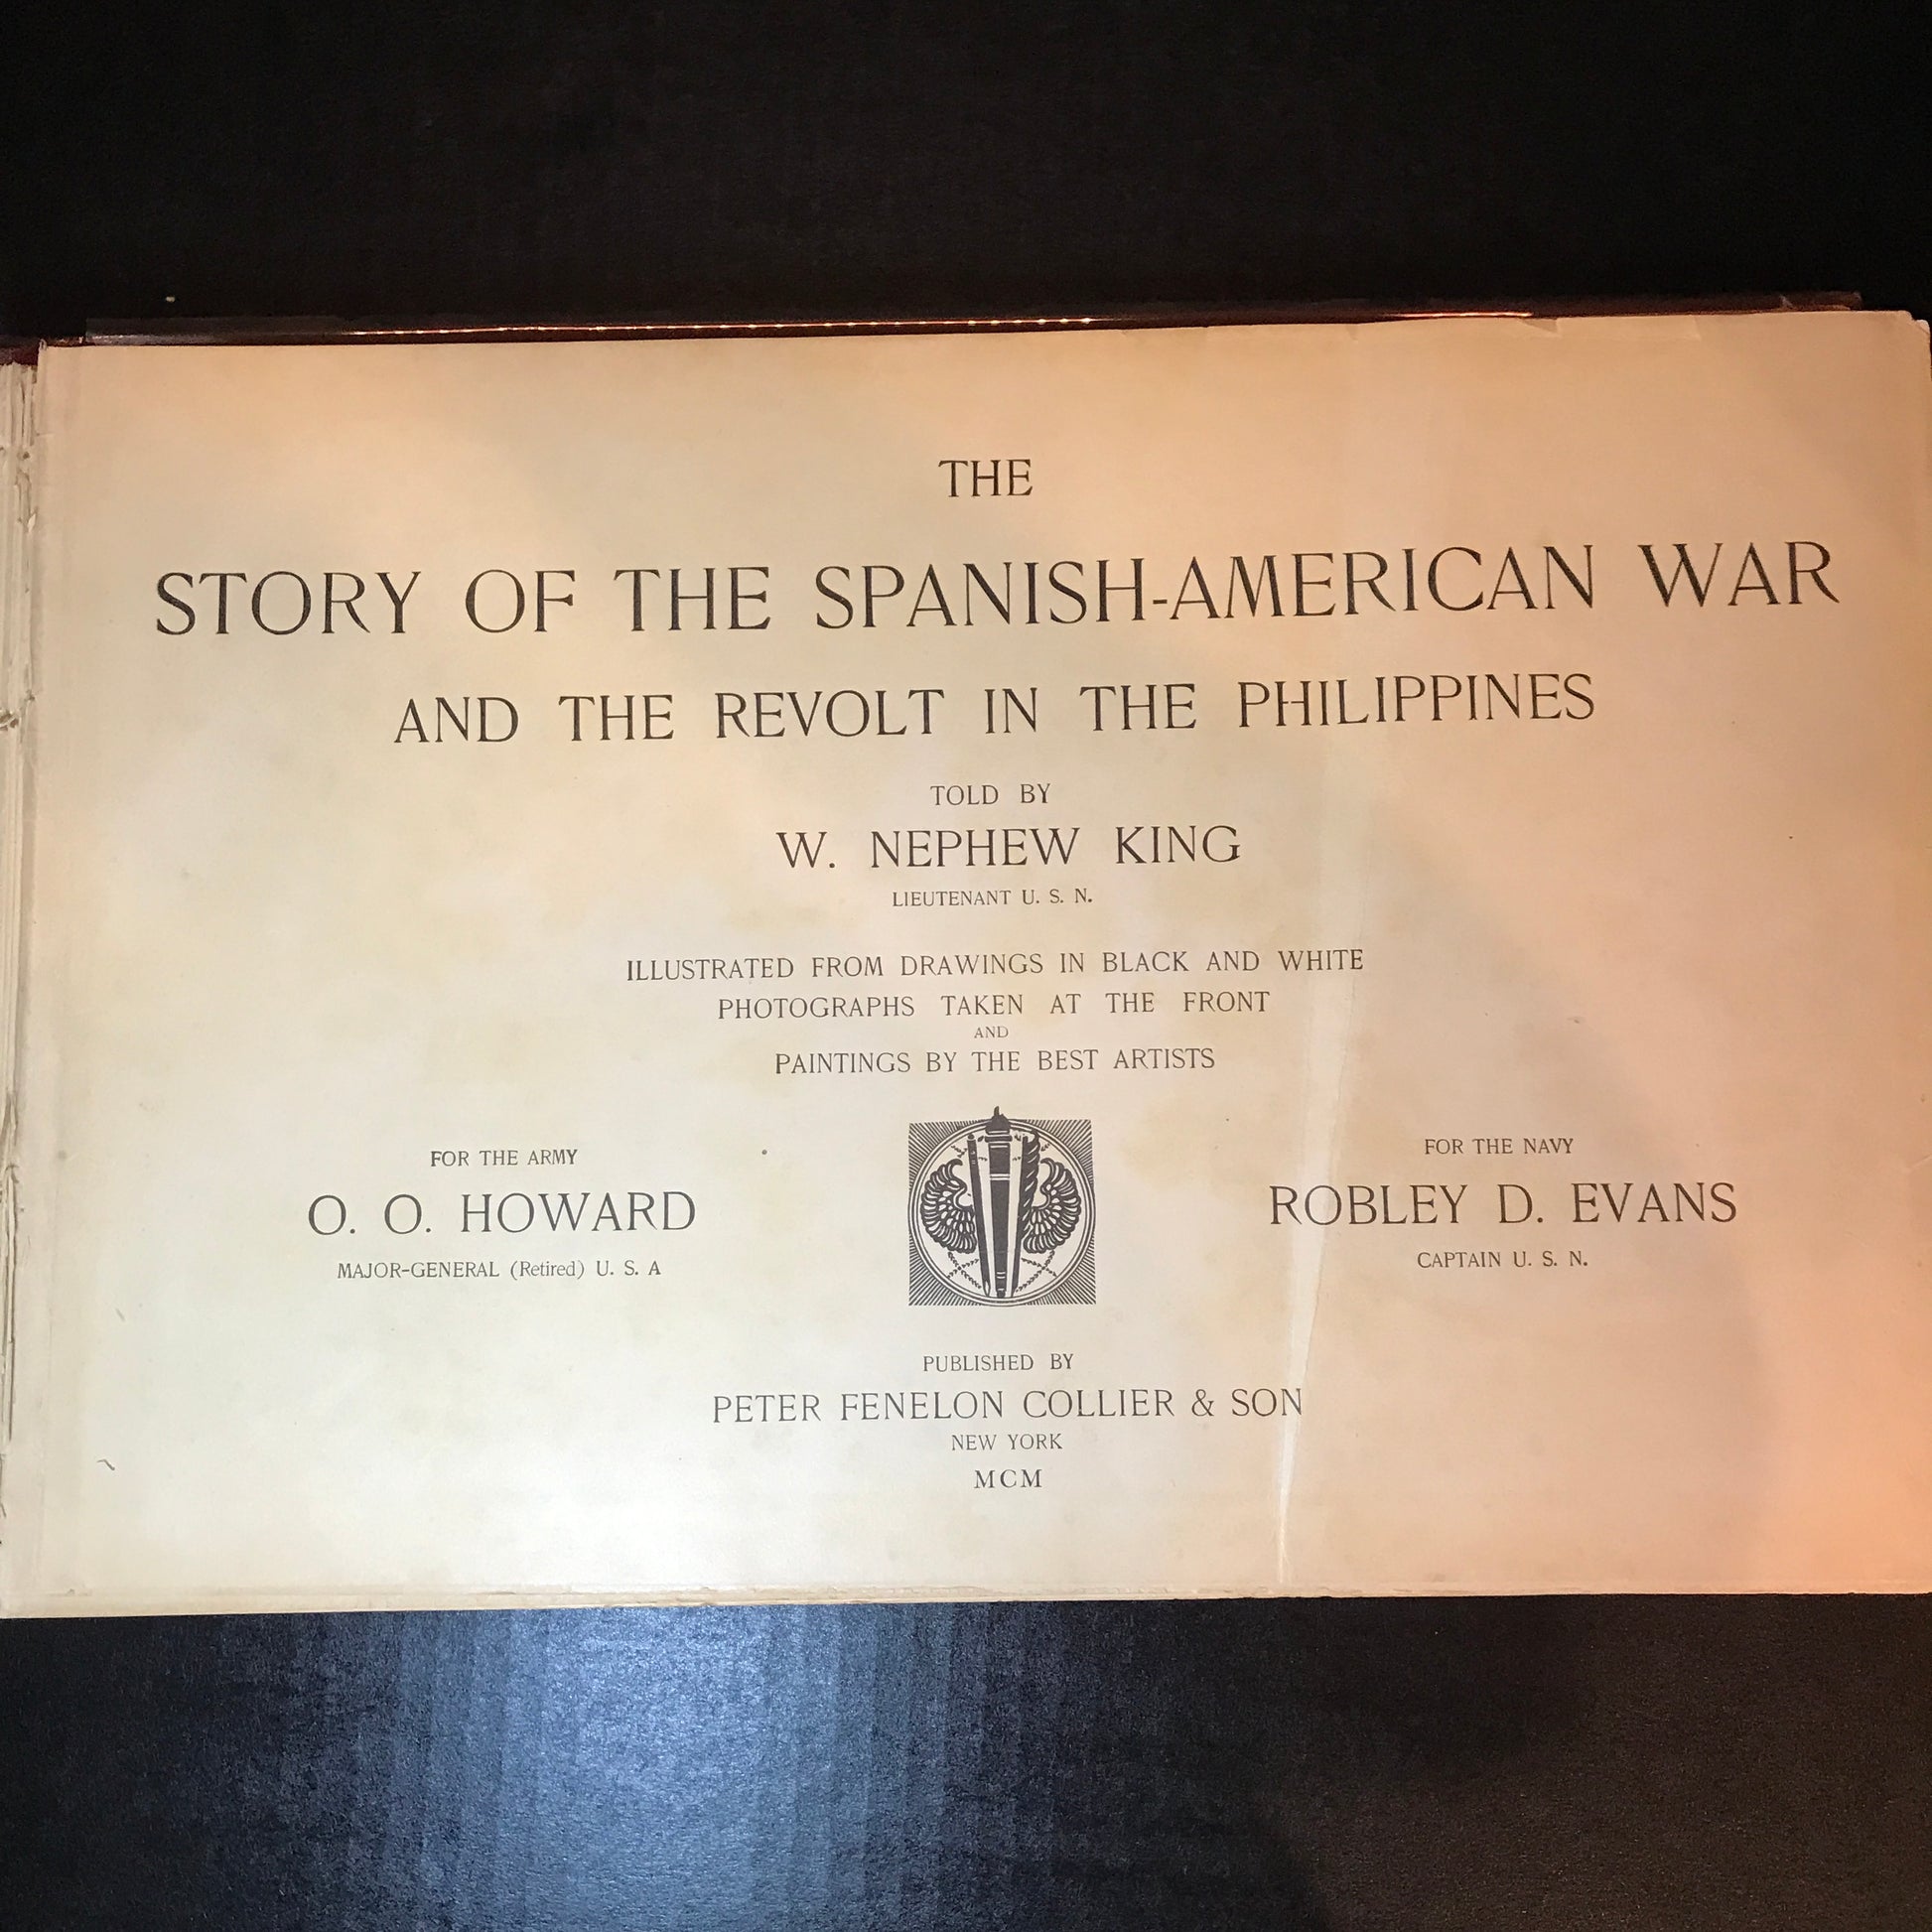 THE
STORY OF THE SPANISH-AMERICAN WAR
AND THE REVOLT IN THE PHILIPPINES
TOLD BY
W. NEPHEW KING
LIEUTENANT U. S. N.
ILLUSTRATED FROM DRAWINGS IN BLACK AND WHITE
PHOTOGRAPHS TAKEN AT THE FRONT
AND
PAINTINGS BY THE BEST ARTISTS
FOR THE ARMY
O. O. HOWARD
MAJOR-GENERAL (Retired) U. S. A
FOR THE NAVY
ROBLEY D. EVANS
CAPTAIN U. S. N.
PUBLISHED BY
PETER FENELON COLLIER & SON
NEW YORK
MCM